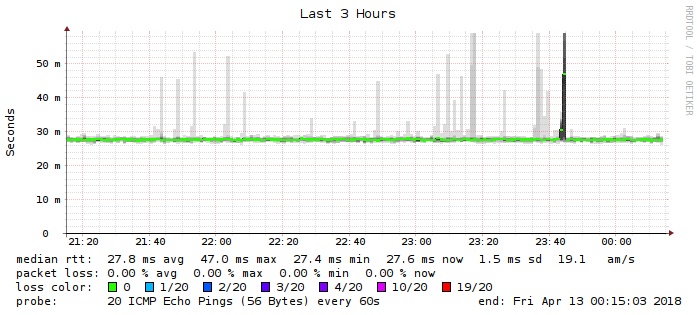 Last 3 Hours
RRDTOOL / TOBI OETIKER
Seconds
50 m
40 m
30 m
20 m
10 m
0
21:20 21:40 22:00 22:20 22:40 23:00 23:20 23:40 00:00
median rtt: 27.8 ms avg 47.0 ms max 27.4 ms min 27.6 ms now 1.5 ms sd 19.1 am/s
packet loss: 0.00 % avg 0.00 % max 0.00 % min 0.00 % now
loss color: 0 1/20 2/20 3/20 4/20 10/20 19/20
probe: 20 ICMP Echo Pings (56 Bytes) every 60s end: Fri Apr 13 00:15:03 2018